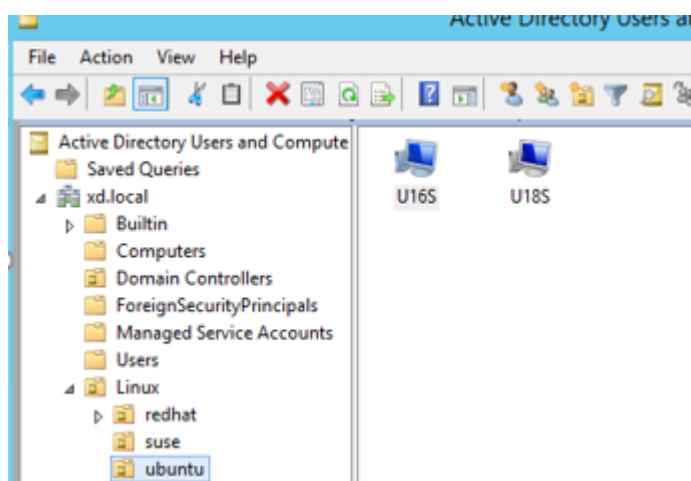 Active Directory Users
File Action View Help
Active Directory Users and Compute
Saved Queries
xd.local
Builtin
Computers
Domain Controllers
ForeignSecurityPrincipals
Managed Service Accounts
Users
Linux
redhat
suse
ubuntu
U16S U18S